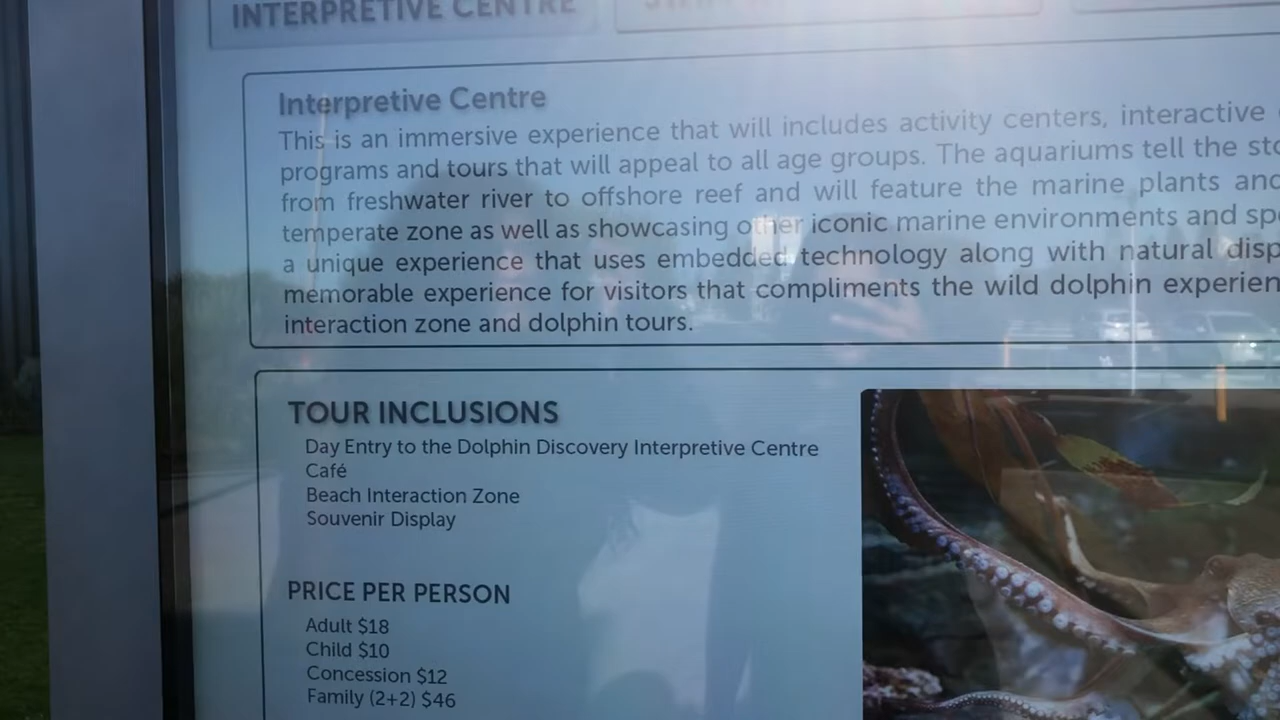 INTERPRETIVE CENTRE
Interpretive Centre
This is an immersive experience that will includes activity centers, interactive
programs and tours that will appeal to all age groups. The aquariums tell the
from freshwater river to offshore reef and will feature the marine plants
temperate zone as well as showcasing other iconic marine environments and
a unique experience that uses embedded technology along with natural
memorable experience for visitors that compliments the wild dolphin
interaction zone and dolphin tours.
TOUR INCLUSIONS
Day Entry to the Dolphin Discovery Interpretive Centre
Café
Beach Interaction Zone
Souvenir Display
PRICE PER PERSON
Adult $18
Child $10
Concession $12
Family (2+2) $46